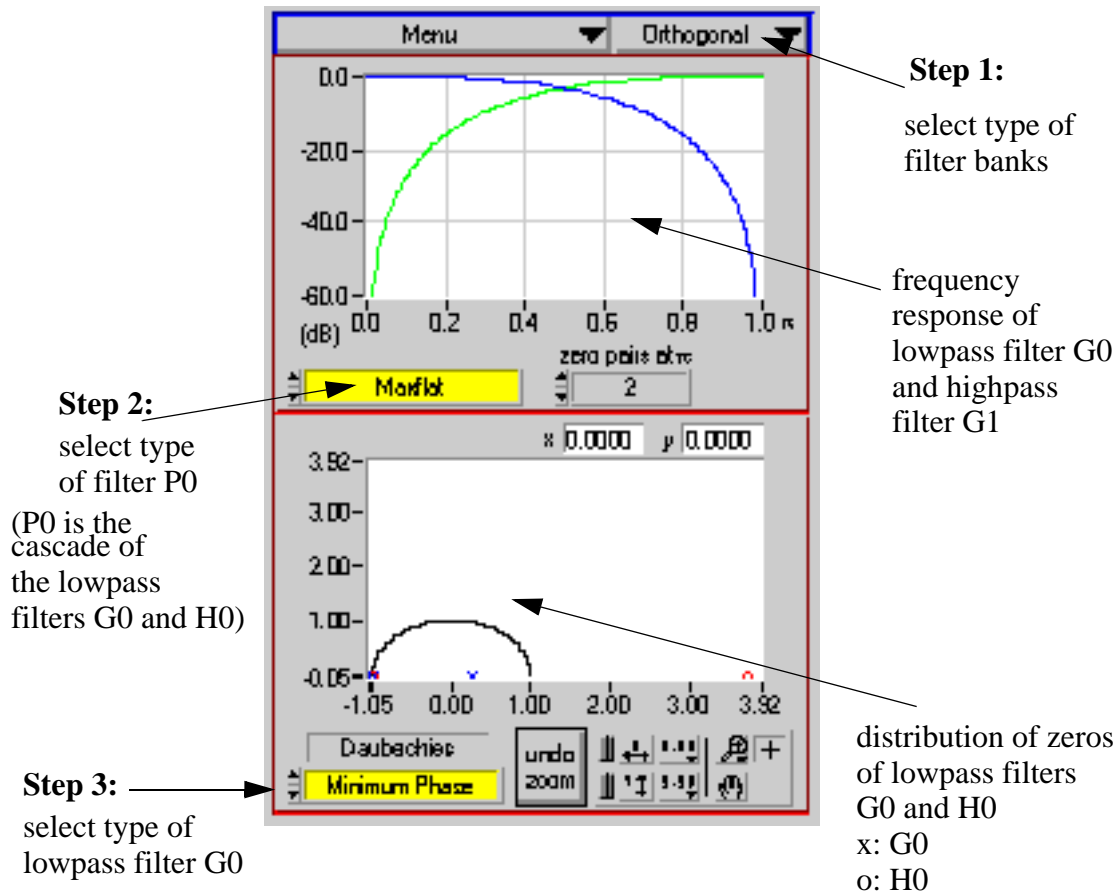 Menu
Orthogonal
Step 1:
select type of
filter banks
0.0
-20.0
-40.0
-60.0
(dB)
0.0 0.2 0.4 0.6 0.8 1.0 π
frequency
response of
lowpass filter G0
and highpass
filter G1
zero pairs at π
Maxflat
2
Step 2:
select type
of filter P0
(P0 is the
cascade of
the lowpass
filters G0 and H0)
x 0.0000 y 0.0000
3.92
3.00
2.00
1.00
-0.05
-1.05 0.00 1.00 2.00 3.00 3.92
distribution of zeros
of lowpass filters
G0 and H0
x: G0
o: H0
Daubechies
undo
zoom
Minimum Phase
Step 3:
select type of
lowpass filter G0